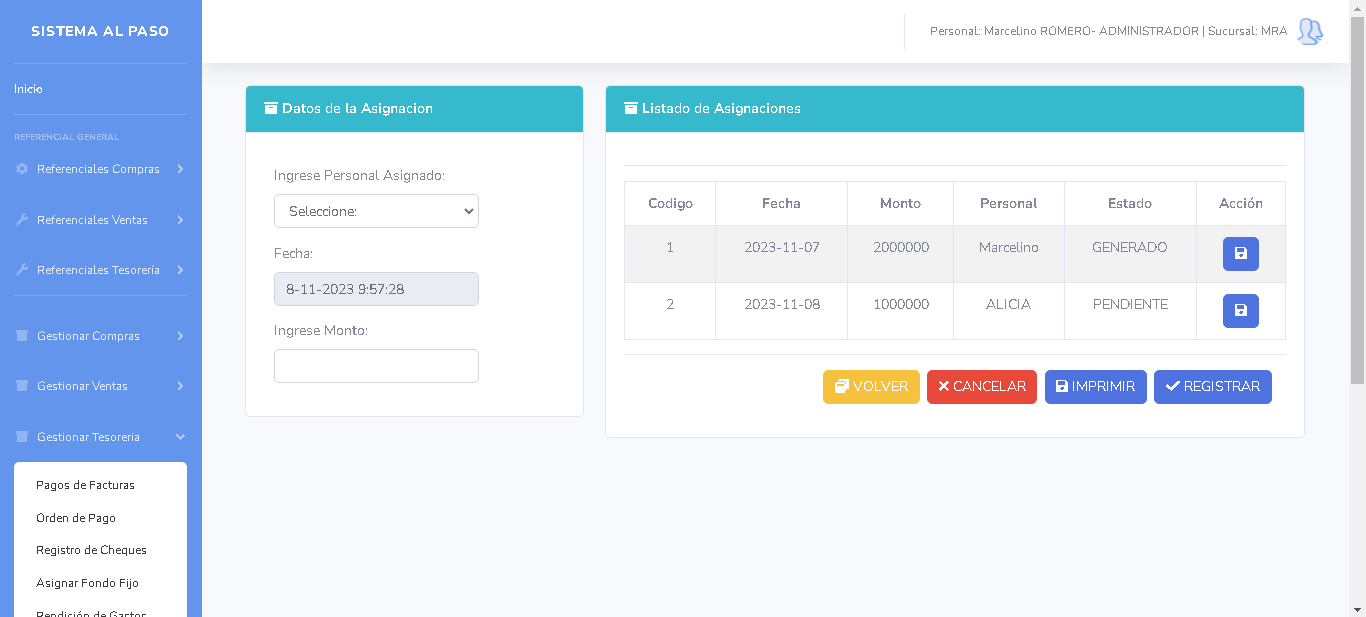 SISTEMA AL PASO
Personal: Marcelino ROMERO- ADMINISTRADOR | Sucursal: MRA
Inicio
REFERENCIAL GENERAL
Referenciales Compras
Referenciales Ventas
Referenciales Tesorería
Gestionar Compras
Gestionar Ventas
Gestionar Tesoreria
Pagos de Facturas
Orden de Pago
Registro de Cheques
Asignar Fondo Fijo
Rendición de Gastos
Datos de la Asignacion
Ingrese Personal Asignado:
Seleccione:
Fecha:
8-11-2023 9:57:28
Ingrese Monto:
Listado de Asignaciones
Codigo Fecha Monto Personal Estado Acción
1 2023-11-07 2000000 Marcelino GENERADO
2 2023-11-08 1000000 ALICIA PENDIENTE
VOLVER CANCELAR IMPRIMIR REGISTRAR